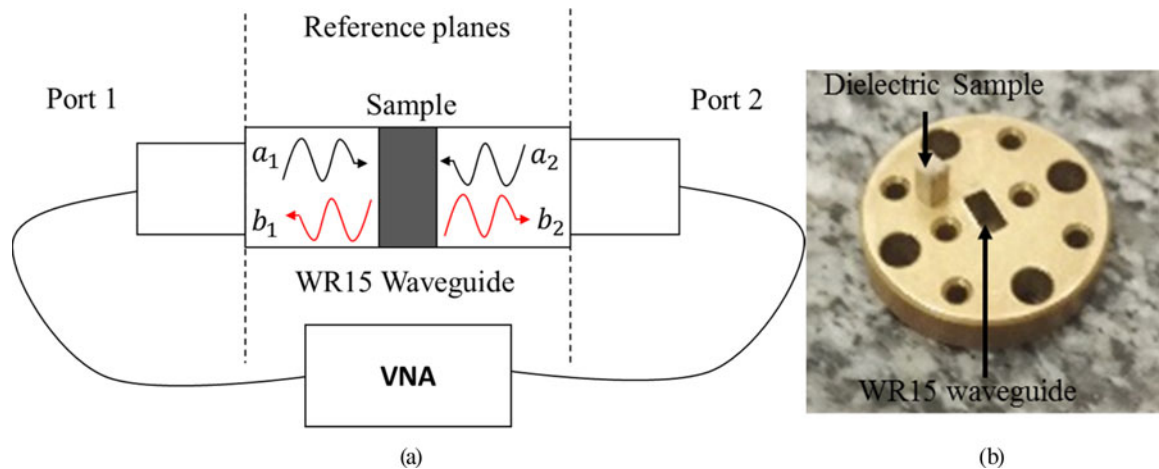 Reference planes
Port 1
Port 2
Sample
a₁
a₂
b₁
b₂
WR15 Waveguide
VNA
(a)
Dielectric Sample
WR15 waveguide
(b)